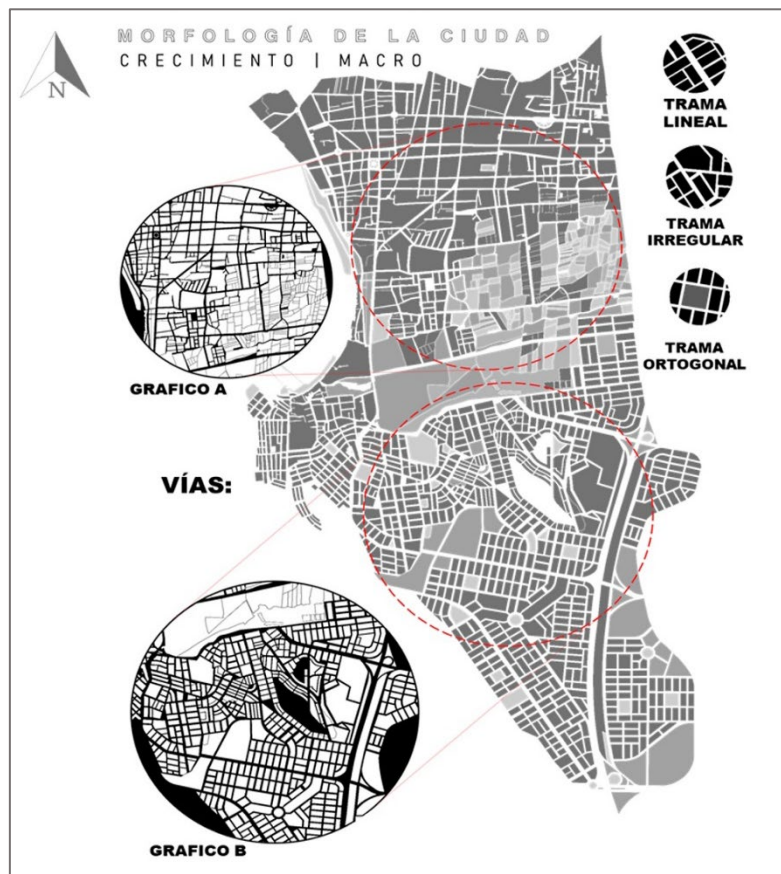 MORFOLOGÍA DE LA CIUDAD
CRECIMIENTO | MACRO
N
TRAMA
LINEAL
TRAMA
IRREGULAR
TRAMA
ORTOGONAL
GRAFICO A
VÍAS:
GRAFICO B